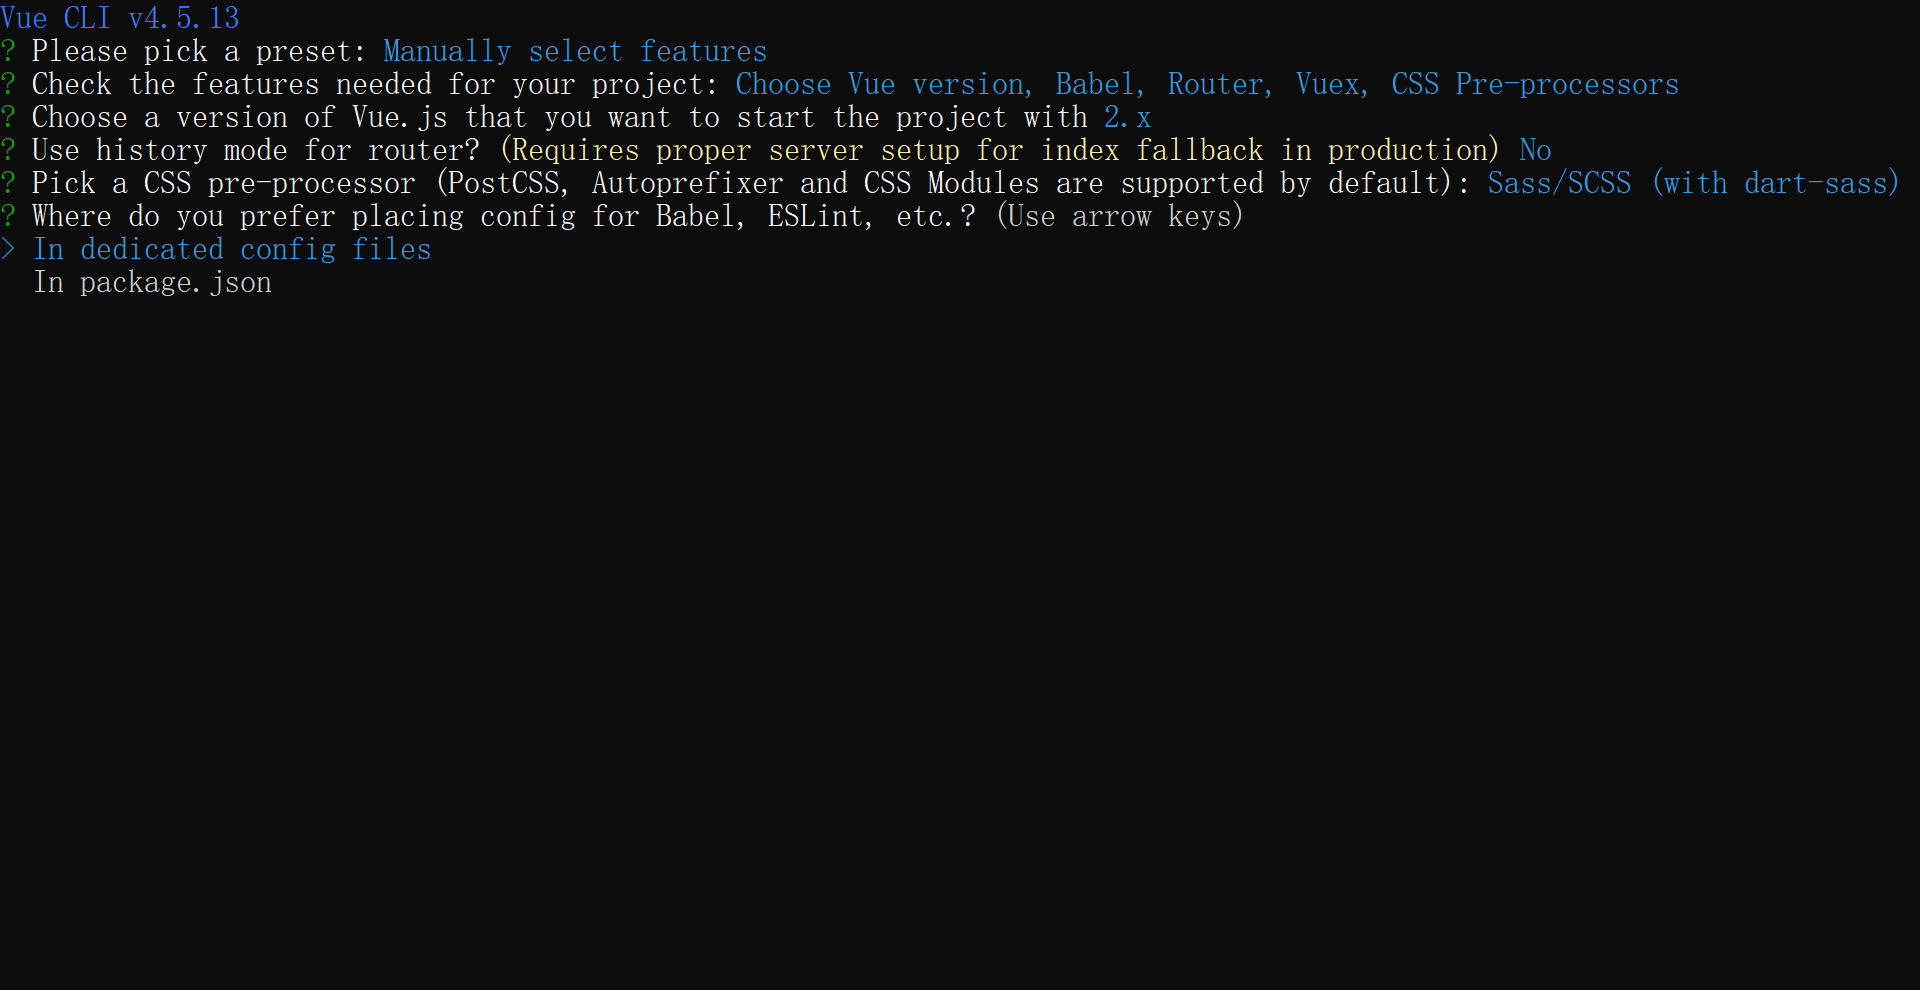 Vue CLI v4.5.13
? Please pick a preset: Manually select features
? Check the features needed for your project: Choose Vue version, Babel, Router, Vuex, CSS Pre-processors
? Choose a version of Vue.js that you want to start the project with 2.x
? Use history mode for router? (Requires proper server setup for index fallback in production) No
? Pick a CSS pre-processor (PostCSS, Autoprefixer and CSS Modules are supported by default): Sass/SCSS (with dart-sass)
? Where do you prefer placing config for Babel, ESLint, etc.? (Use arrow keys)
> In dedicated config files
  In package.json